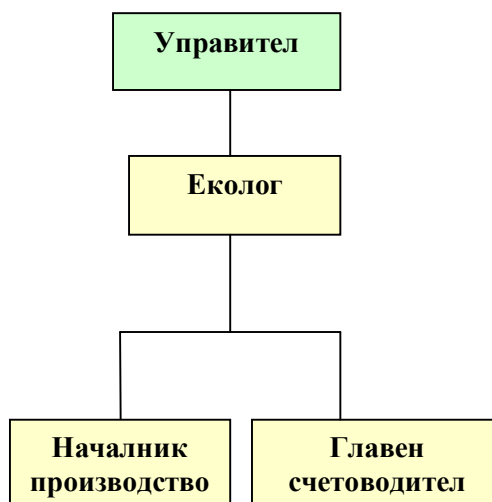 Управител
Еколог
Началник
производство
Главен
счетоводител